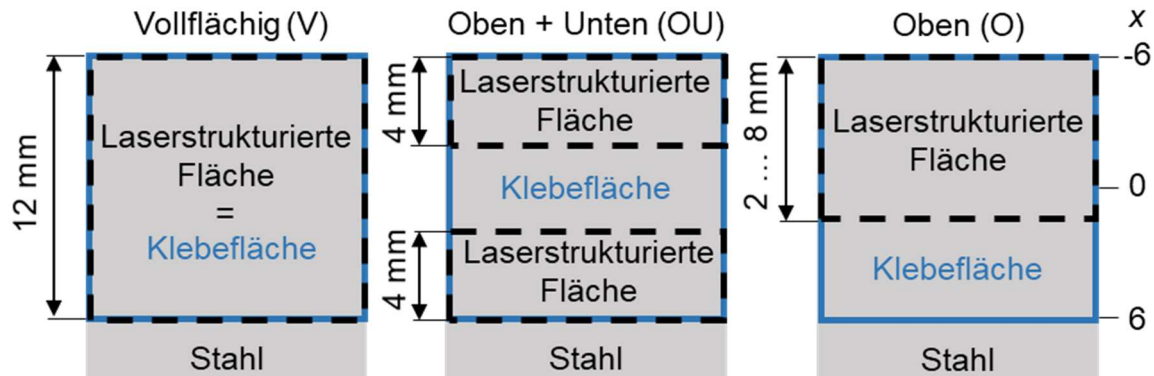 Vollflächig (V)
12 mm
Laserstrukturierte
Fläche
=
Klebefläche
Stahl
Oben + Unten (OU)
4 mm
Laserstrukturierte
Fläche
Klebefläche
4 mm
Laserstrukturierte
Fläche
Stahl
Oben (O)
2 ... 8 mm
Laserstrukturierte
Fläche
Klebefläche
Stahl
x
-6
0
6